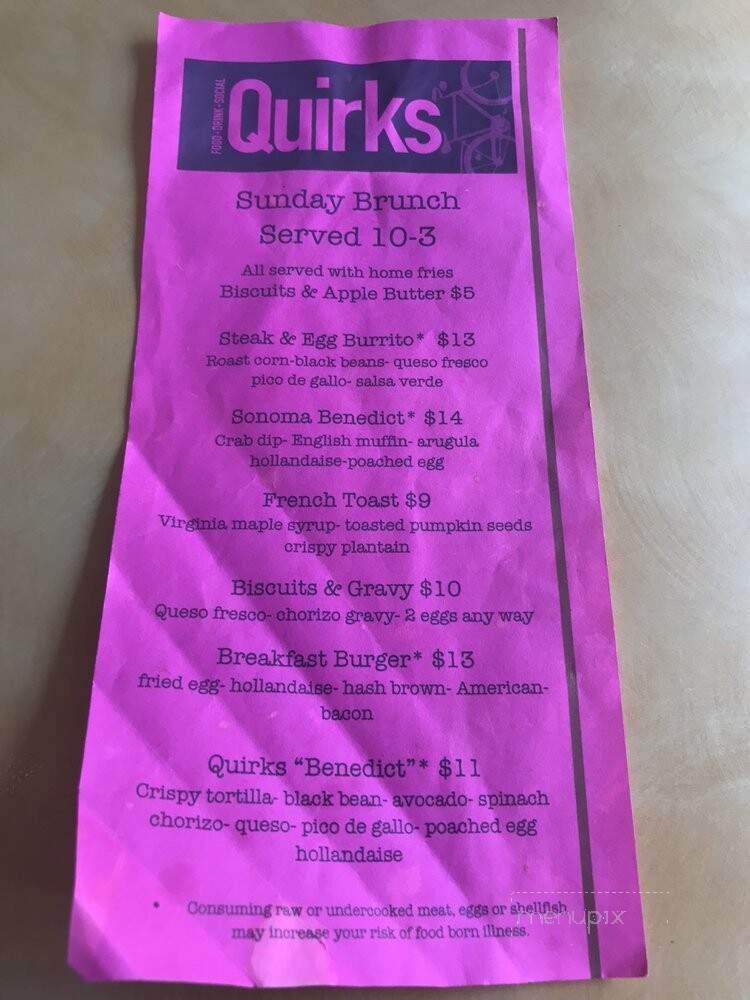 FOOD • DRINK • SOCIAL
Quirks
Sunday Brunch
Served 10-3
All served with home fries
Biscuits & Apple Butter $5
Steak & Egg Burrito* $13
Roast corn-black beans- queso fresco
pico de gallo- salsa verde
Sonoma Benedict* $14
Crab dip- English muffin- arugula
hollandaise-poached egg
French Toast $9
Virginia maple syrup- toasted pumpkin seeds
crispy plantain
Biscuits & Gravy $10
Queso fresco- chorizo gravy- 2 eggs any way
Breakfast Burger* $13
fried egg- hollandaise- hash brown- American-
bacon
Quirks “Benedict”* $11
Crispy tortilla- black bean- avocado- spinach
chorizo- queso- pico de gallo- poached egg
hollandaise
* Consuming raw or undercooked meat, eggs or shellfish
menupix
may increase your risk of food born illness.